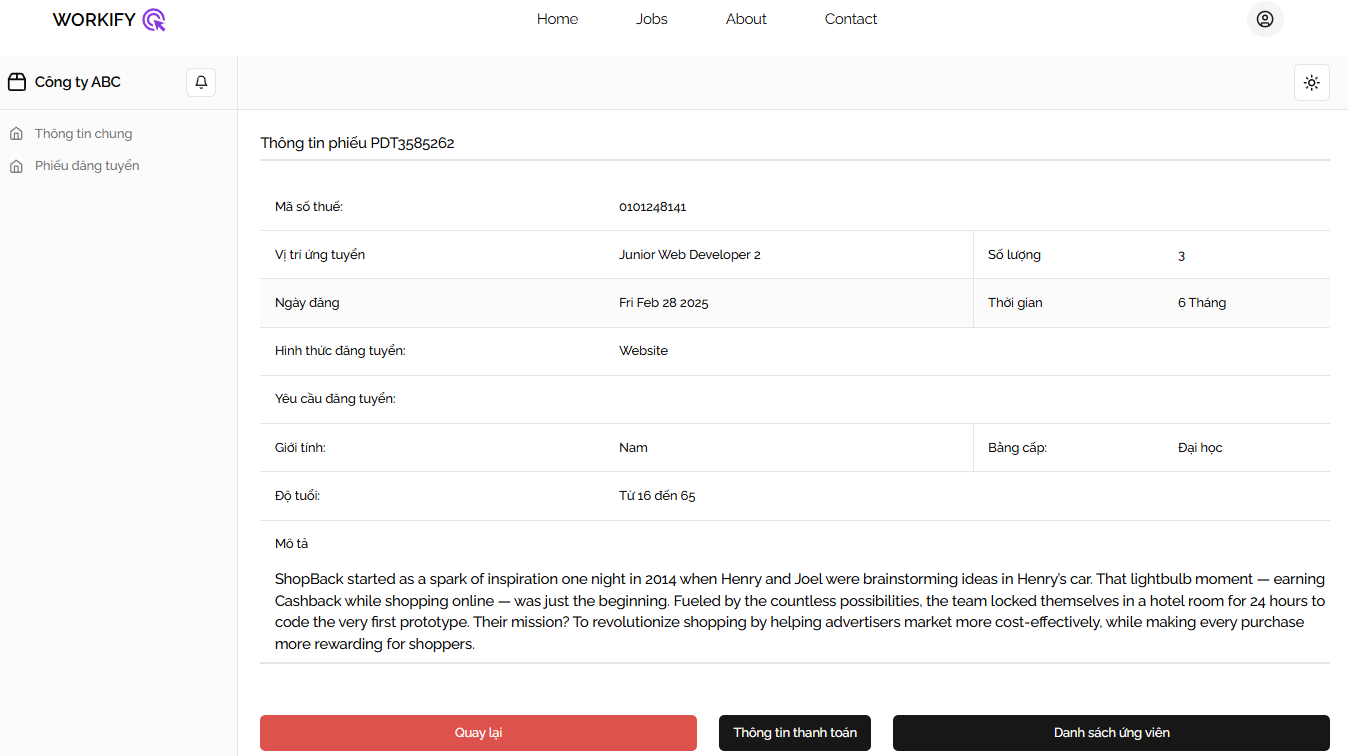 WORKIFY
Home Jobs About Contact
Công ty ABC
Thông tin chung
Phiếu đăng tuyển
Thông tin phiếu PDT3585262
Mã số thuế: 0101248141
Vị trí ứng tuyển Junior Web Developer 2 Số lượng 3
Ngày đăng Fri Feb 28 2025 Thời gian 6 Tháng
Hình thức đăng tuyển: Website
Yêu cầu đăng tuyển:
Giới tính: Nam Bằng cấp: Đại học
Độ tuổi: Từ 16 đến 65
Mô tả
ShopBack started as a spark of inspiration one night in 2014 when Henry and Joel were brainstorming ideas in Henry's car. That lightbulb moment — earning
Cashback while shopping online — was just the beginning. Fueled by the countless possibilities, the team locked themselves in a hotel room for 24 hours to
code the very first prototype. Their mission? To revolutionize shopping by helping advertisers market more cost-effectively, while making every purchase
more rewarding for shoppers.
Quay lại Thông tin thanh toán Danh sách ứng viên